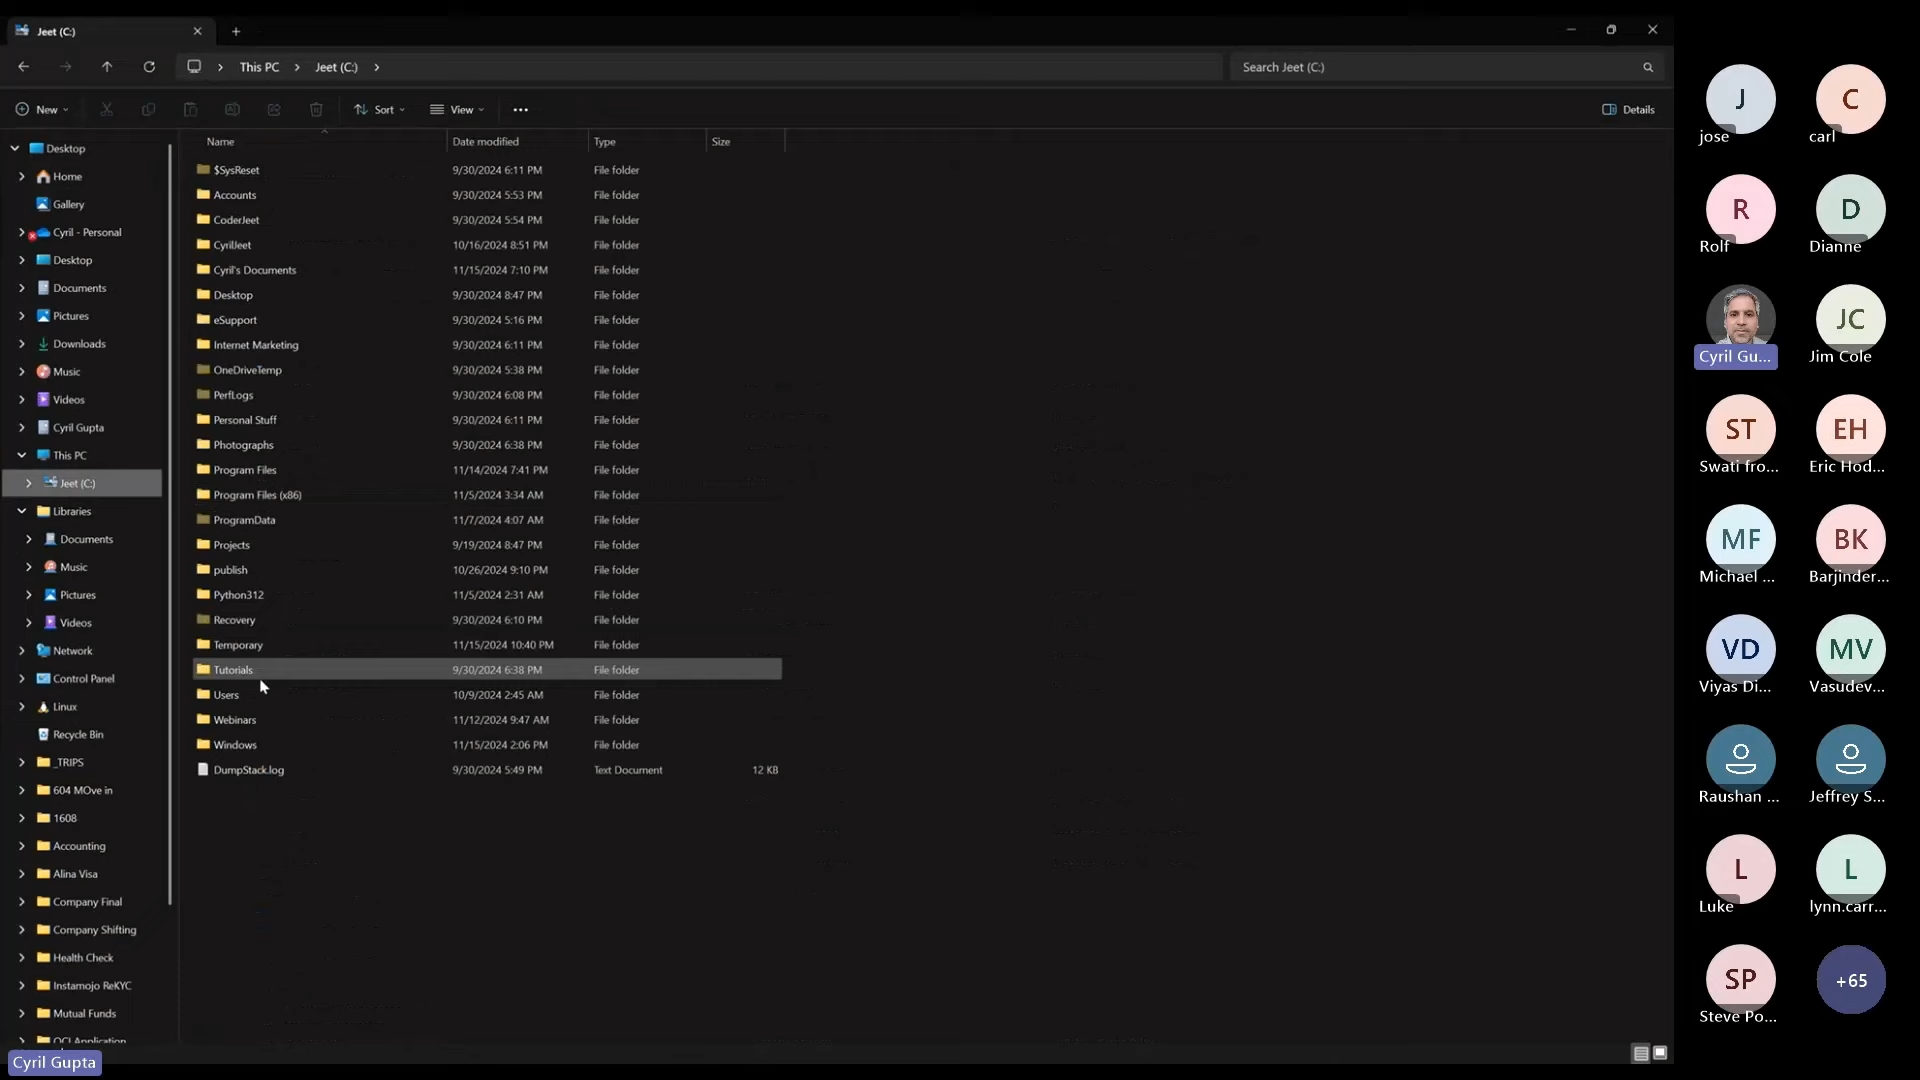 Jeet (C:)
This PC > Jeet (C:) >
Search Jeet (C:)
New
Sort
View
Details
Name Date modified Type Size
$SysReset 9/30/2024 6:11 PM File folder
Accounts 9/30/2024 5:53 PM File folder
CoderJeet 9/30/2024 5:54 PM File folder
CyrilJeet 10/16/2024 8:51 PM File folder
Cyril's Documents 11/15/2024 7:10 PM File folder
Desktop 9/30/2024 8:47 PM File folder
eSupport 9/30/2024 5:16 PM File folder
Internet Marketing 9/30/2024 6:11 PM File folder
OneDriveTemp 9/30/2024 5:38 PM File folder
PerfLogs 9/30/2024 6:08 PM File folder
Personal Stuff 9/30/2024 6:11 PM File folder
Photographs 9/30/2024 6:38 PM File folder
Program Files 11/14/2024 7:41 PM File folder
Program Files (x86) 11/5/2024 3:34 AM File folder
ProgramData 11/7/2024 4:07 AM File folder
Projects 9/19/2024 8:47 PM File folder
publish 10/26/2024 9:10 PM File folder
Python312 11/5/2024 2:31 AM File folder
Recovery 9/30/2024 6:10 PM File folder
Temporary 11/15/2024 10:40 PM File folder
Tutorials 9/30/2024 6:38 PM File folder
Users 10/9/2024 2:45 AM File folder
Webinars 11/12/2024 9:47 AM File folder
Windows 11/15/2024 2:06 PM File folder
DumpStack.log 9/30/2024 5:49 PM Text Document 12 KB
Desktop
Home
Gallery
Cyril - Personal
Desktop
Documents
Pictures
Downloads
Music
Videos
Cyril Gupta
This PC
Jeet (C:)
Libraries
Documents
Music
Pictures
Videos
Network
Control Panel
Linux
Recycle Bin
_TRIPS
604 MOve in
1608
Accounting
Alina Visa
Company Final
Company Shifting
Health Check
Instamojo ReKYC
Mutual Funds
OCI Application
Cyril Gupta
J
jose
C
carl
R
Rolf
D
Dianne
Cyril Gu...
JC
Jim Cole
ST
Swati fro...
EH
Eric Hod...
MF
Michael ...
BK
Barjinder...
VD
Viyas Di...
MV
Vasudev...
Raushan ...
Jeffrey S...
L
Luke
L
lynn.carr...
SP
Steve Po...
+65